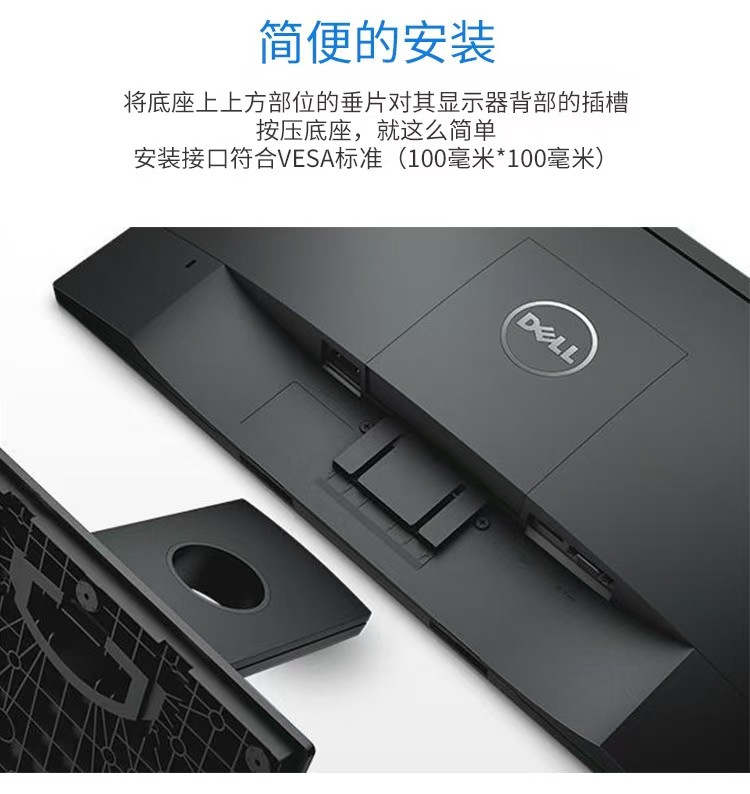 简便的安装
将底座上上方部位的垂片对其显示器背部的插槽
按压底座，就这么简单
安装接口符合VESA标准（100毫米*100毫米）
DELL